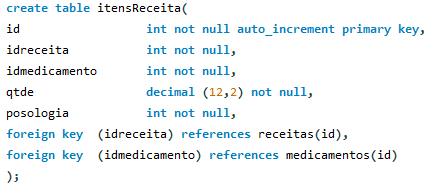 create table itensReceita(
id int not null auto_increment primary key,
idreceita int not null,
idmedicamento int not null,
qtde decimal (12,2) not null,
posologia int not null,
foreign key (idreceita) references receitas(id),
foreign key (idmedicamento) references medicamentos(id)
);